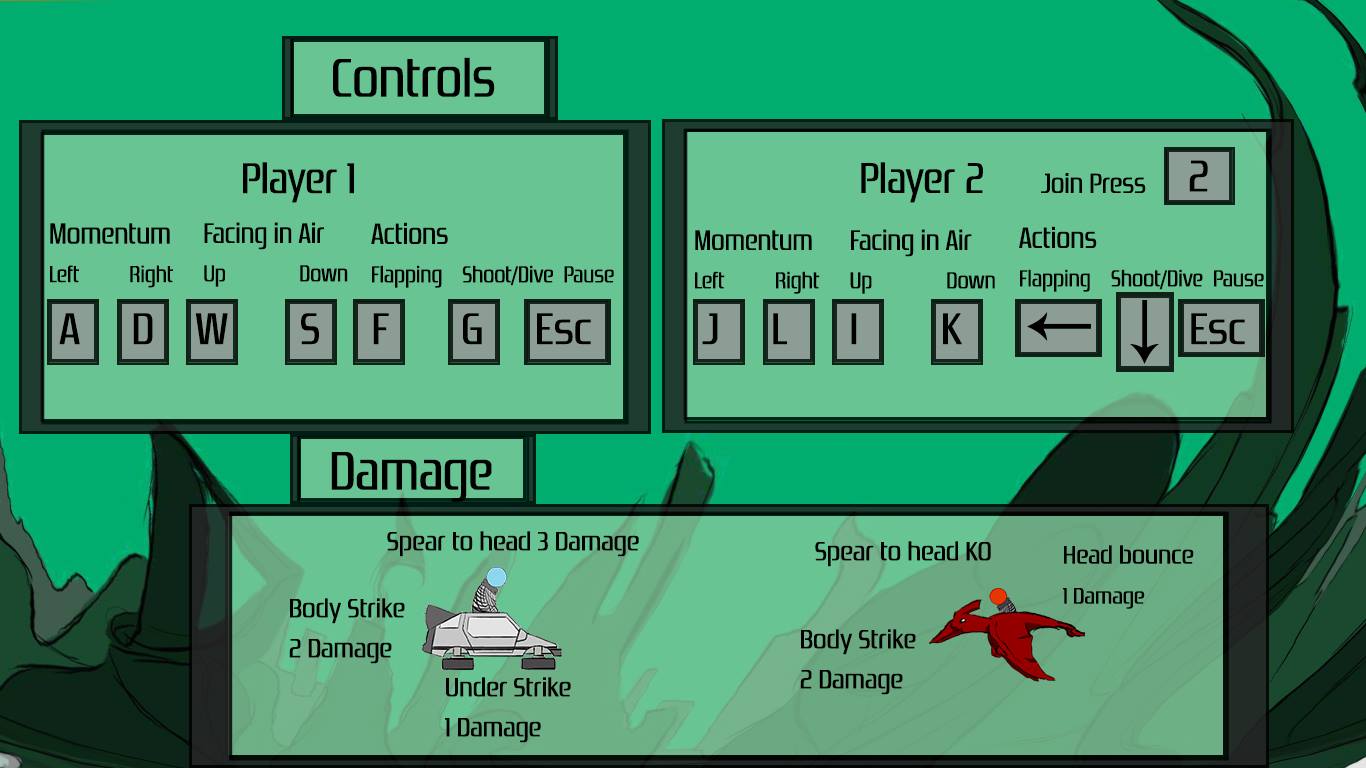 Controls
Player 1
Momentum Facing in Air Actions
Left Right Up Down Flapping Shoot/Dive Pause
A D W S F G Esc
Player 2 Join Press 2
Momentum Facing in Air Actions
Left Right Up Down Flapping Shoot/Dive Pause
J L I K ← ↓ Esc
Damage
Spear to head 3 Damage
Body Strike
2 Damage
Under Strike
1 Damage
Spear to head KO
Head bounce
1 Damage
Body Strike
2 Damage